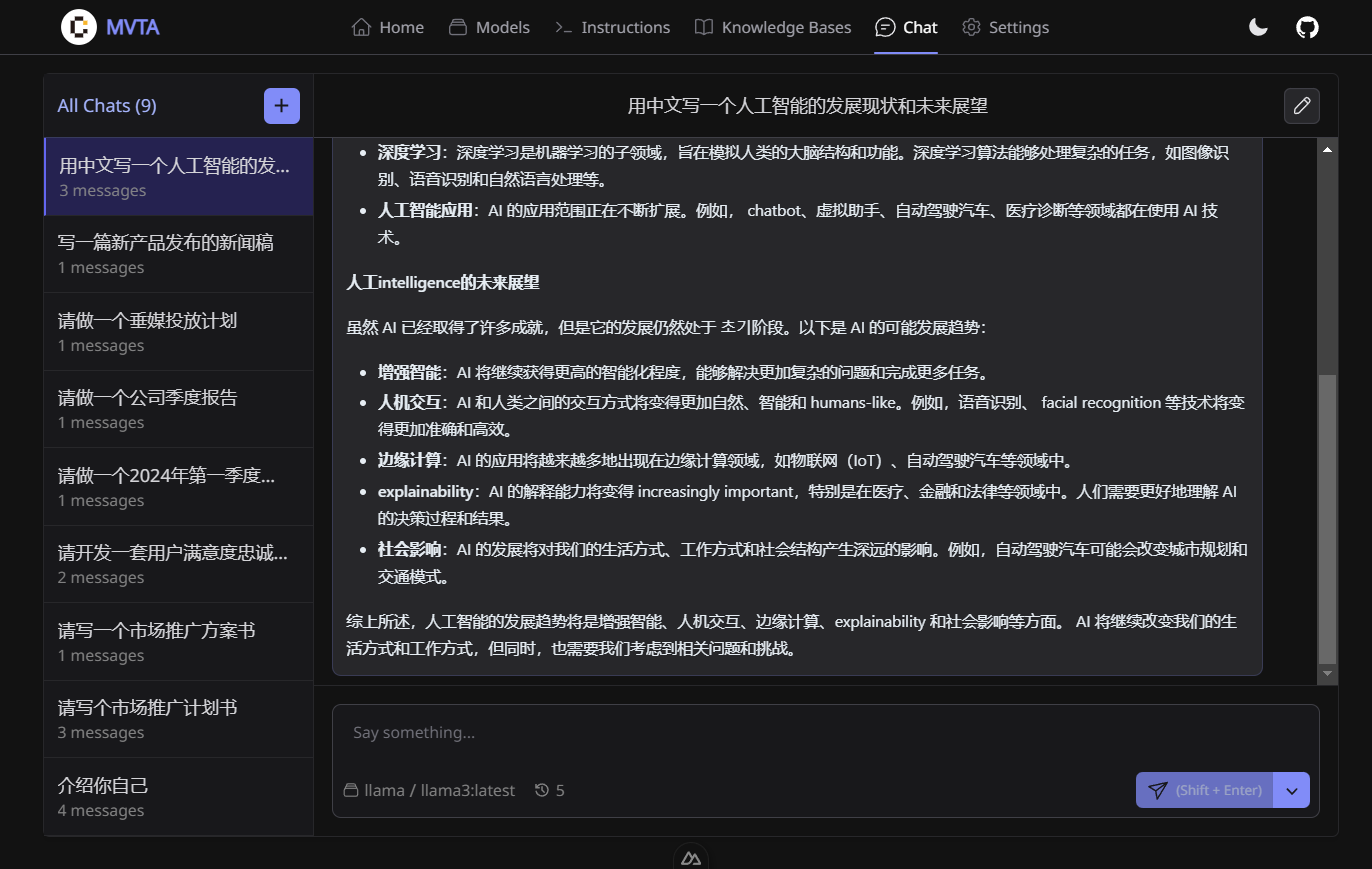 MVTA
Home
Models
Instructions
Knowledge Bases
Chat
Settings
All Chats (9)
用中文写一个人工智能的发...
3 messages
写一篇新产品发布的新闻稿
1 messages
请做一个垂媒投放计划
1 messages
请做一个公司季度报告
1 messages
请做一个2024年第一季度...
1 messages
请开发一套用户满意度忠诚...
2 messages
请写一个市场推广方案书
1 messages
请写个市场推广计划书
3 messages
介绍你自己
4 messages
用中文写一个人工智能的发展现状和未来展望
深度学习：深度学习是机器学习的子领域，旨在模拟人类的大脑结构和功能。深度学习算法能够处理复杂的任务，如图像识
别、语音识别和自然语言处理等。
人工智能应用：AI 的应用范围正在不断扩展。例如， chatbot、虚拟助手、自动驾驶汽车、医疗诊断等领域都在使用 AI 技
术。
人工intelligence的未来展望
虽然 AI 已经取得了许多成就，但是它的发展仍然处于 초기阶段。以下是 AI 的可能发展趋势：
增强智能：AI 将继续获得更高的智能化程度，能够解决更加复杂的问题和完成更多任务。
人机交互：AI 和人类之间的交互方式将变得更加自然、智能和 humans-like。例如，语音识别、 facial recognition 等技术将变
得更加准确和高效。
边缘计算：AI 的应用将越来越多地出现在边缘计算领域，如物联网（IoT）、自动驾驶汽车等领域中。
explainability：AI 的解释能力将变得 increasingly important，特别是在医疗、金融和法律等领域中。人们需要更好地理解 AI
的决策过程和结果。
社会影响：AI 的发展将对我们的生活方式、工作方式和社会结构产生深远的影响。例如，自动驾驶汽车可能会改变城市规划和
交通模式。
综上所述，人工智能的发展趋势将是增强智能、人机交互、边缘计算、explainability 和社会影响等方面。 AI 将继续改变我们的生
活方式和工作方式，但同时，也需要我们考虑到相关问题和挑战。
Say something...
llama / llama3:latest
5
(Shift + Enter)